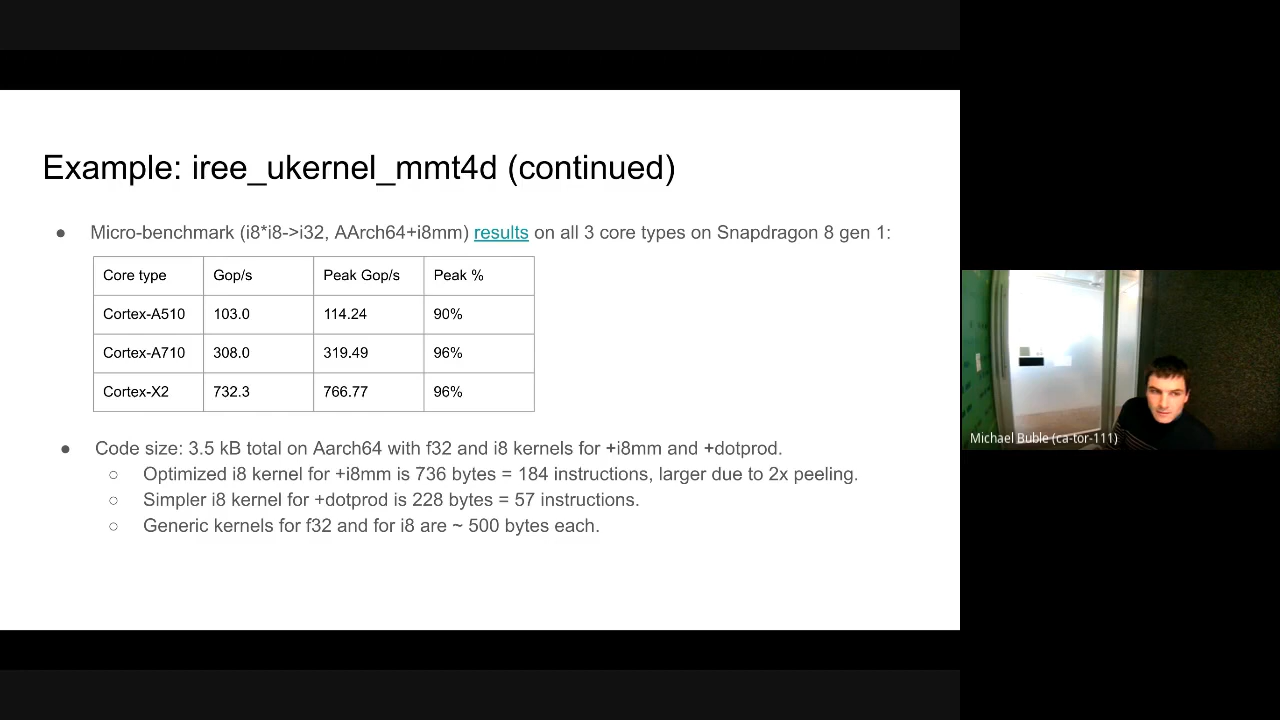 Example: iree_ukernel_mmt4d (continued)
● Micro-benchmark (i8*i8->i32, AArch64+i8mm) results on all 3 core types on Snapdragon 8 gen 1:
Core type Gop/s Peak Gop/s Peak %
Cortex-A510 103.0 114.24 90%
Cortex-A710 308.0 319.49 96%
Cortex-X2 732.3 766.77 96%
● Code size: 3.5 kB total on Aarch64 with f32 and i8 kernels for +i8mm and +dotprod.
○ Optimized i8 kernel for +i8mm is 736 bytes = 184 instructions, larger due to 2x peeling.
○ Simpler i8 kernel for +dotprod is 228 bytes = 57 instructions.
○ Generic kernels for f32 and for i8 are ~ 500 bytes each.
Michael Buble (ca-tor-111)